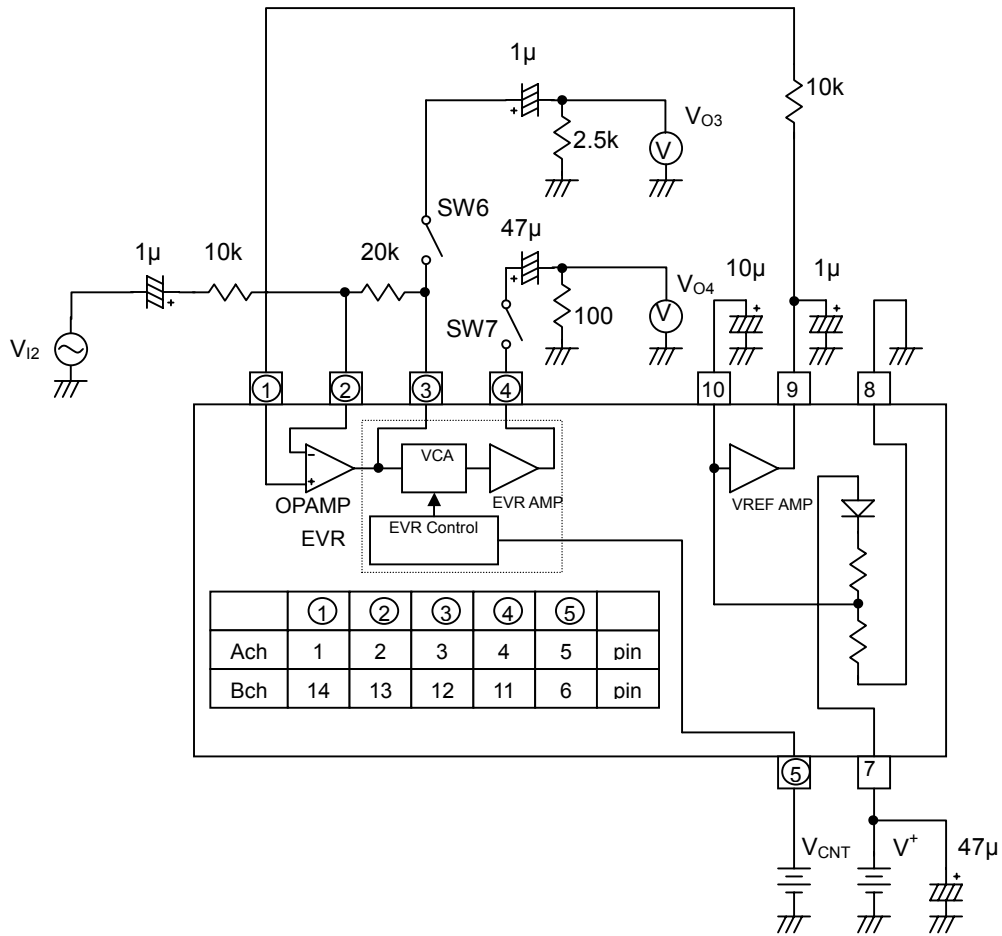 1µ
10k
V_O3
2.5k
V
SW6
47µ
1µ
10k
20k
10µ
1µ
V_O4
V
100
SW7
V_I2
①
②
③
④
10
9
8
VCA
−
+
OPAMP
EVR AMP
VREF AMP
EVR
EVR Control
① ② ③ ④ ⑤
Ach 1 2 3 4 5 pin
Bch 14 13 12 11 6 pin
⑤
7
V_CNT
V⁺
47µ